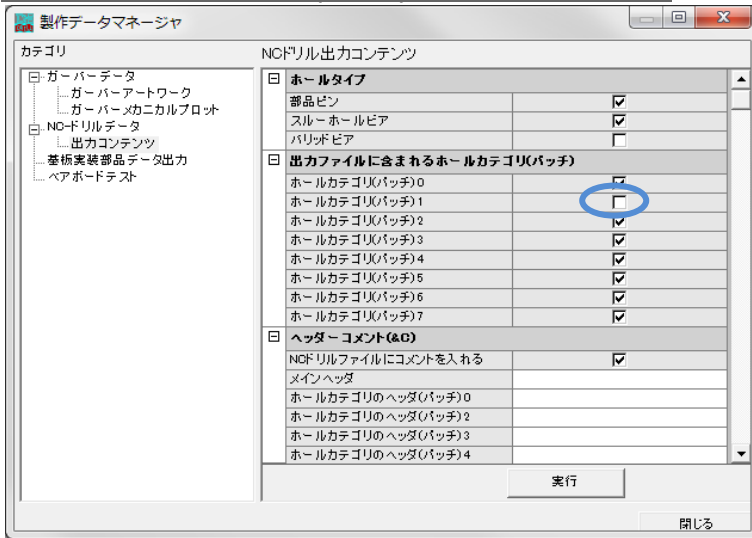 製作データマネージャ
カテゴリ
NCドリル出力コンテンツ
ガーバーデータ
ガーバーアートワーク
ガーバーメカニカルプロット
NC-ドリルデータ
出力コンテンツ
基板実装部品データ出力
ベアボードテスト
ホールタイプ
部品ピン
スルーホールビア
バリッドビア
出力ファイルに含まれるホールカテゴリ(パッチ)
ホールカテゴリ(パッチ)0
ホールカテゴリ(パッチ)1
ホールカテゴリ(パッチ)2
ホールカテゴリ(パッチ)3
ホールカテゴリ(パッチ)4
ホールカテゴリ(パッチ)5
ホールカテゴリ(パッチ)6
ホールカテゴリ(パッチ)7
ヘッダーコメント(&C)
NCドリルファイルにコメントを入れる
メインヘッダ
ホールカテゴリのヘッダ(パッチ)0
ホールカテゴリのヘッダ(パッチ)2
ホールカテゴリのヘッダ(パッチ)3
ホールカテゴリのヘッダ(パッチ)4
実行
閉じる